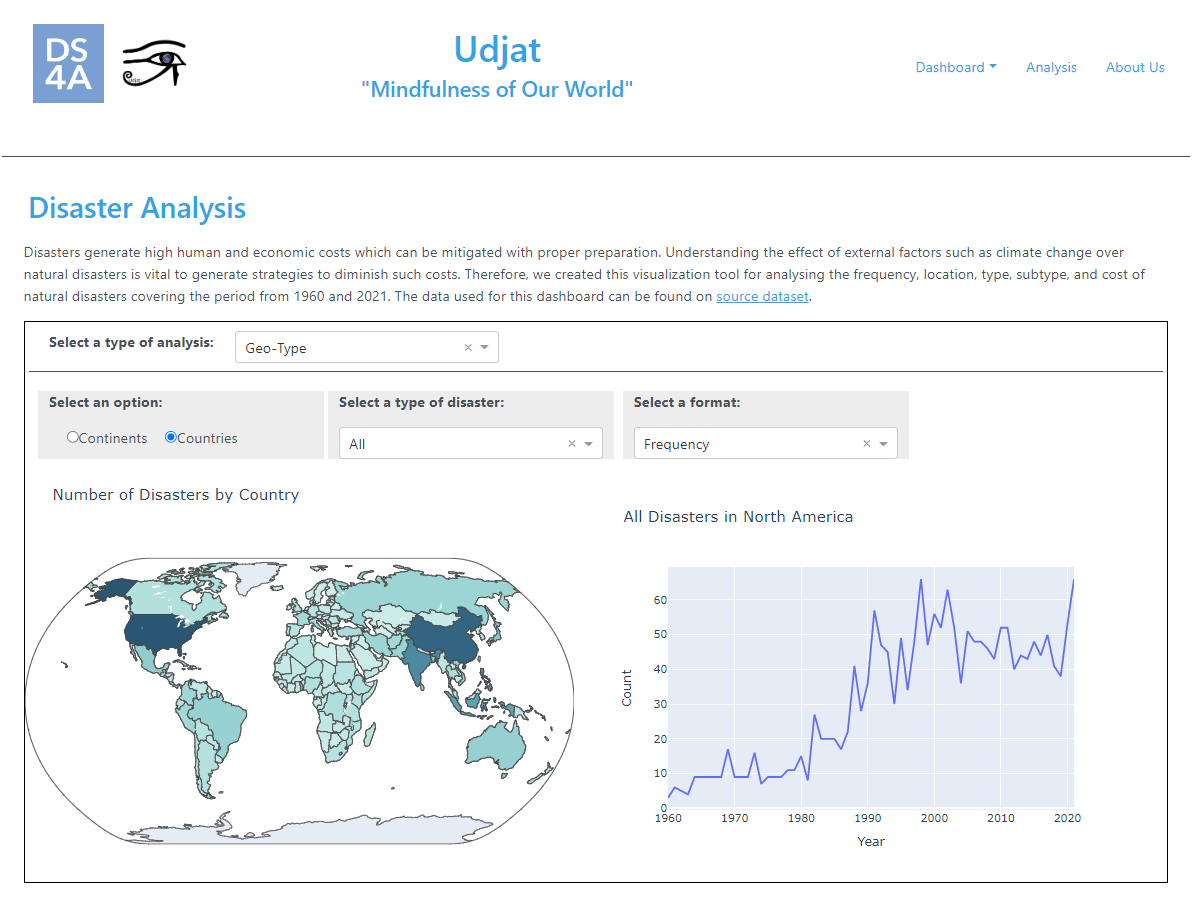 DS
4A
Udjat
"Mindfulness of Our World"
Dashboard
Analysis
About Us
Disaster Analysis
Disasters generate high human and economic costs which can be mitigated with proper preparation. Understanding the effect of external factors such as climate change over
natural disasters is vital to generate strategies to diminish such costs. Therefore, we created this visualization tool for analysing the frequency, location, type, subtype, and cost of
natural disasters covering the period from 1960 and 2021. The data used for this dashboard can be found on source dataset.
Select a type of analysis:
Geo-Type
Select an option:
Continents
Countries
Select a type of disaster:
All
Select a format:
Frequency
Number of Disasters by Country
All Disasters in North America
60
50
40
30
20
10
0
Count
1960 1970 1980 1990 2000 2010 2020
Year